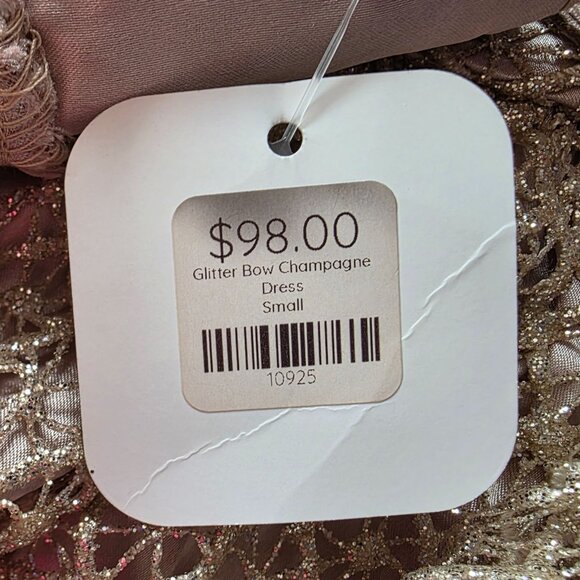 $98.00
Glitter Bow Champagne
Dress
Small
10925